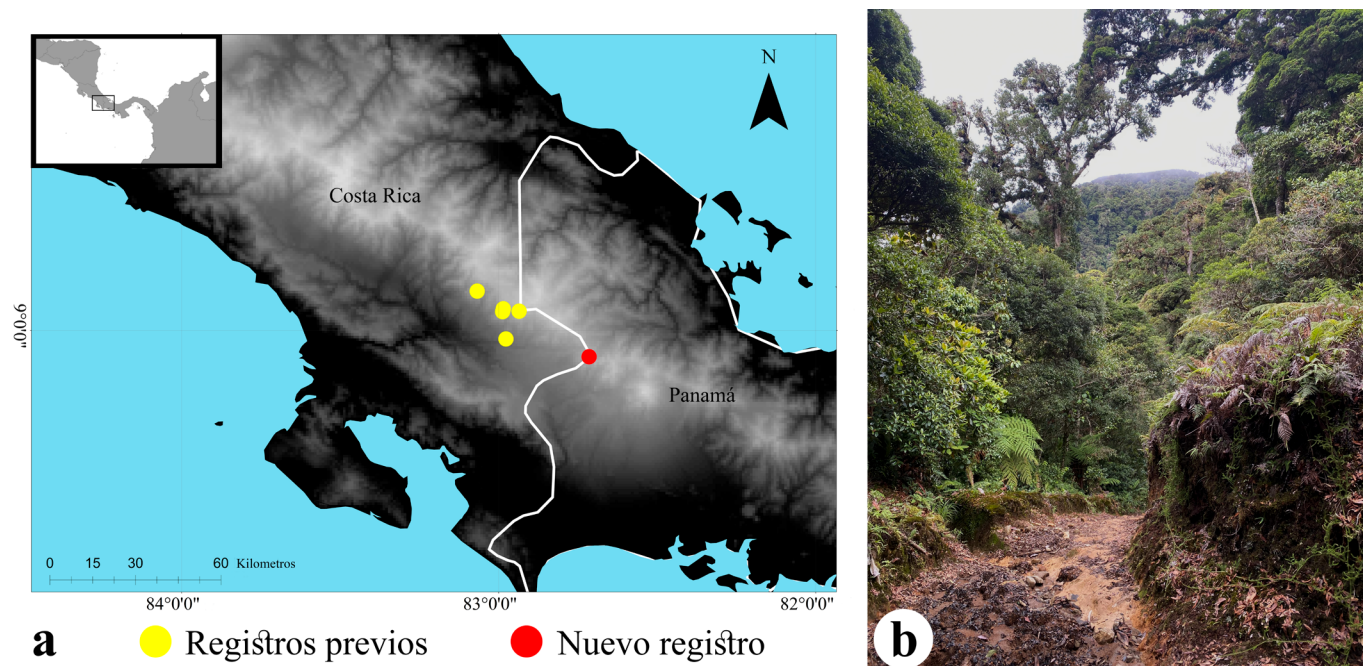 N
Costa Rica
9°0'0"
Panamá
0 15 30 60 Kilometros
84°0'0" 83°0'0" 82°0'0"
a Registros previos Nuevo registro b